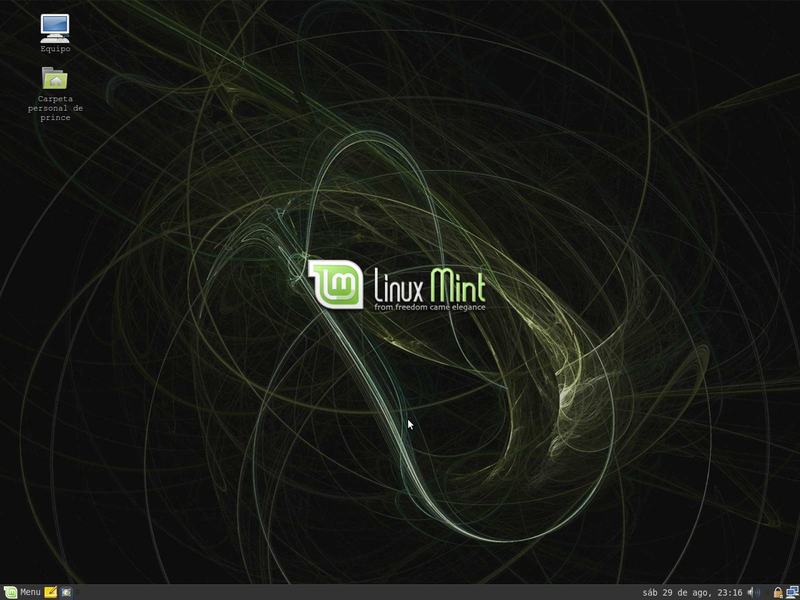 Equipo
Carpeta
personal de
prince
Linux Mint
from freedom came elegance
Menu
sáb 29 de ago, 23:16